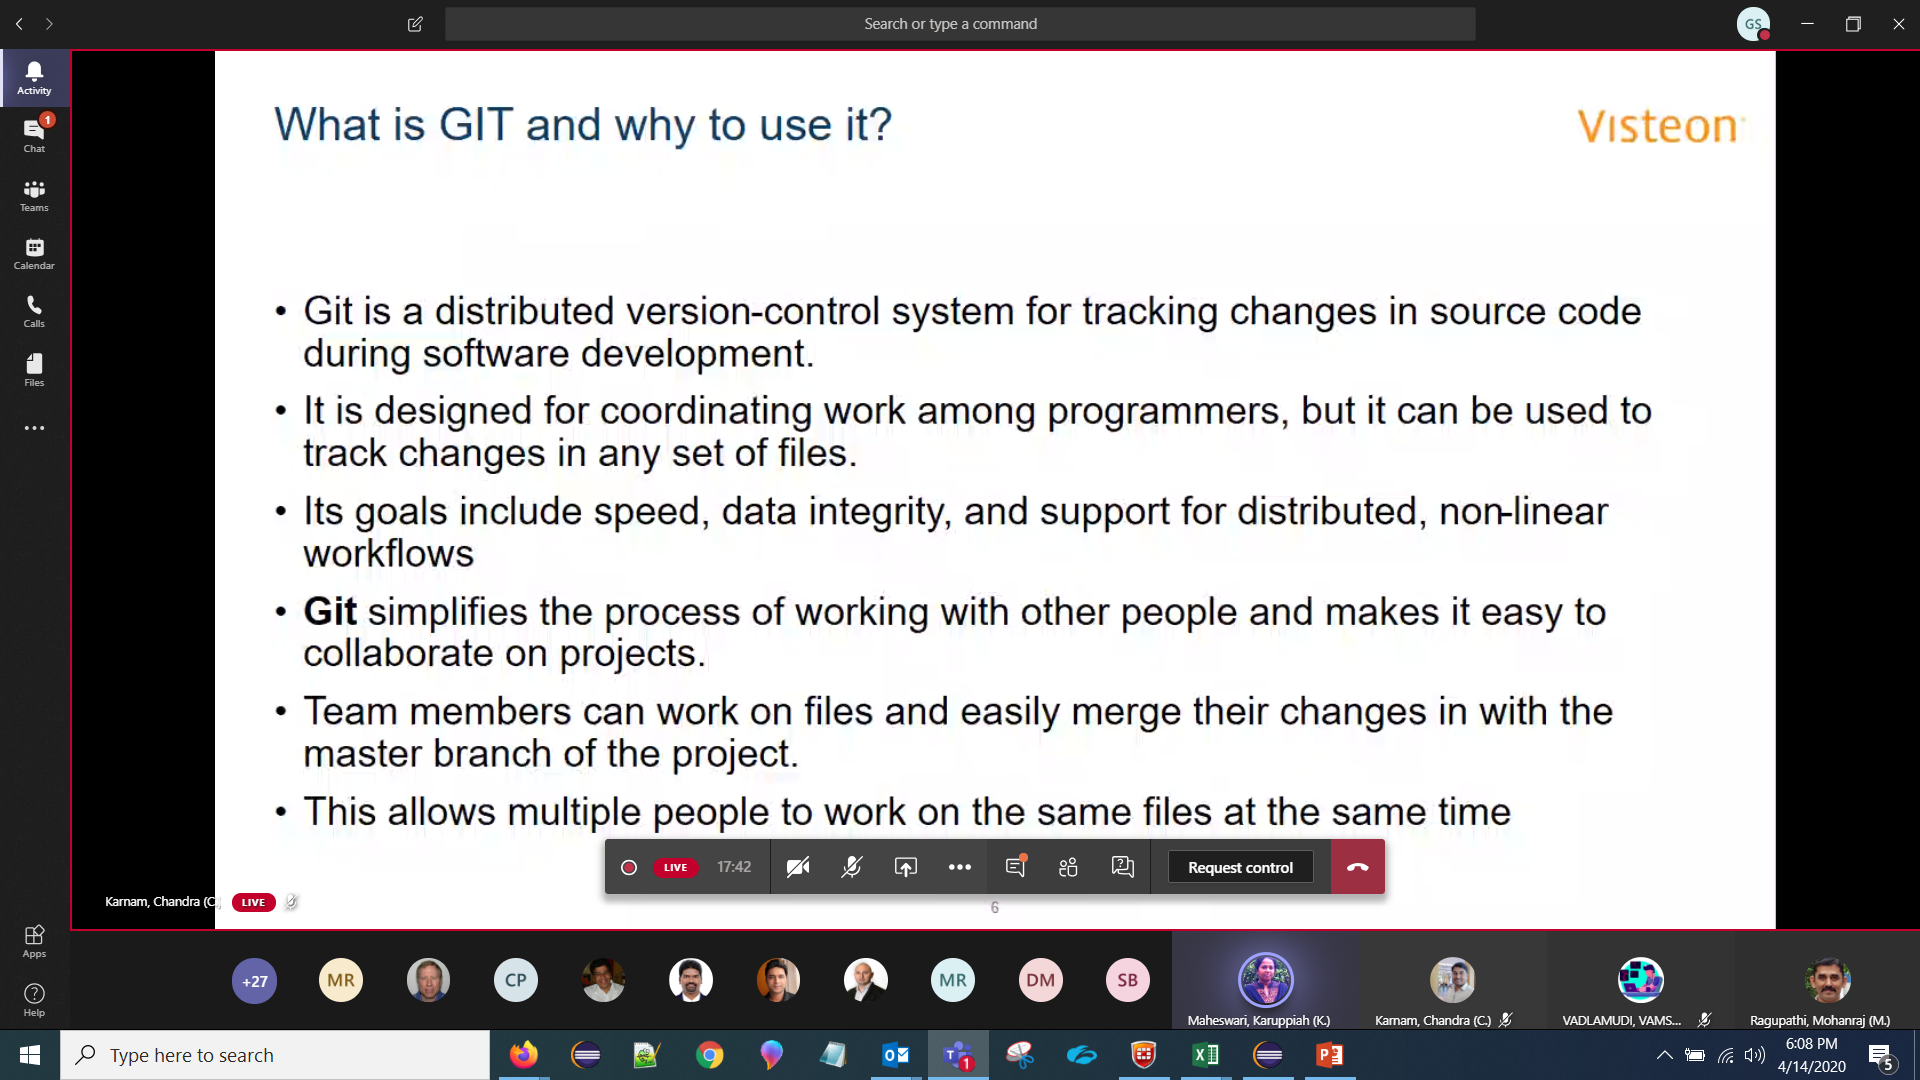 Search or type a command
GS
Activity
1
Chat
Teams
Calendar
Calls
Files
Apps
Help
What is GIT and why to use it?
Visteon
• Git is a distributed version-control system for tracking changes in source code
during software development.
• It is designed for coordinating work among programmers, but it can be used to
track changes in any set of files.
• Its goals include speed, data integrity, and support for distributed, non-linear
workflows
• Git simplifies the process of working with other people and makes it easy to
collaborate on projects.
• Team members can work on files and easily merge their changes in with the
master branch of the project.
• This allows multiple people to work on the same files at the same time
LIVE 17:42 Request control
Karnam, Chandra (C. LIVE
6
+27 MR CP MR DM SB
Maheswari, Karuppiah (K.) Karnam, Chandra (C.) VADLAMUDI, VAMS... Ragupathi, Mohanraj (M.)
Type here to search
1
6:08 PM
4/14/2020
5